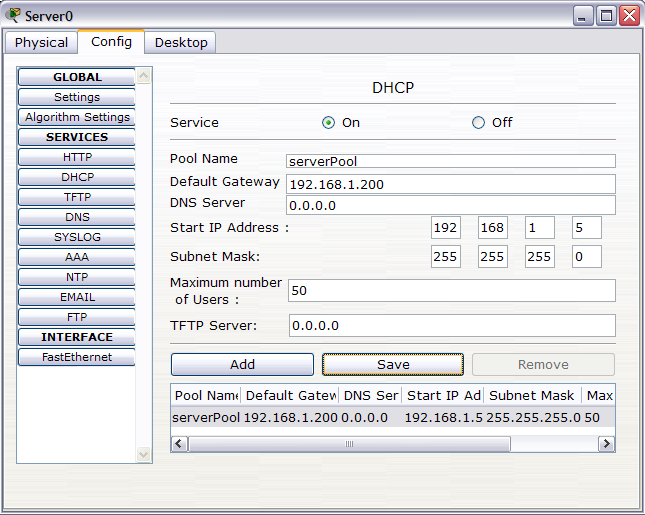 Server0
Physical Config Desktop
GLOBAL
Settings
Algorithm Settings
SERVICES
HTTP
DHCP
TFTP
DNS
SYSLOG
AAA
NTP
EMAIL
FTP
INTERFACE
FastEthernet
DHCP
Service On Off
Pool Name serverPool
Default Gateway 192.168.1.200
DNS Server 0.0.0.0
Start IP Address : 192 168 1 5
Subnet Mask: 255 255 255 0
Maximum number
of Users : 50
TFTP Server: 0.0.0.0
Add Save Remove
Pool Name Default Gatew DNS Ser Start IP Ad Subnet Mask Max
serverPool 192.168.1.200 0.0.0.0 192.168.1.5 255.255.255.0 50